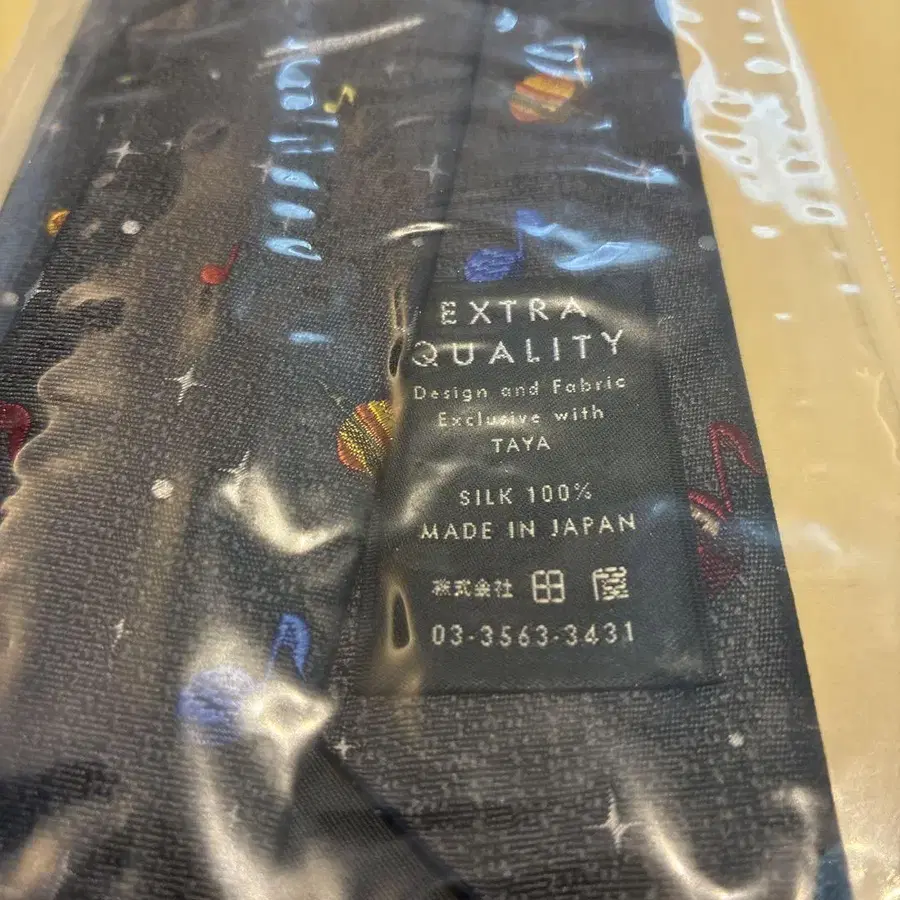 EXTRA
QUALITY
Design and Fabric
Exclusive with
TAYA
SILK 100%
MADE IN JAPAN
株式会社 田屋
03-3563-3431